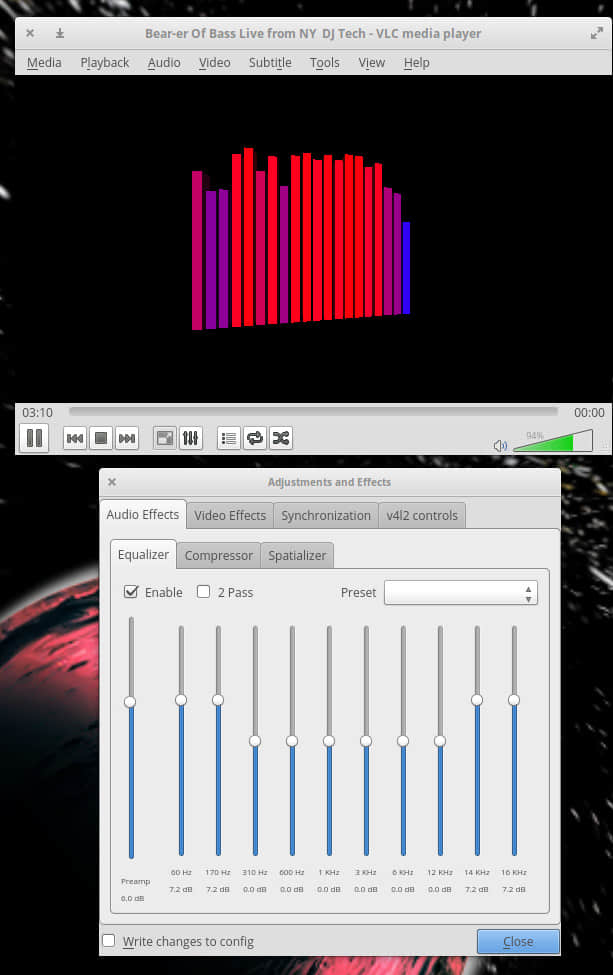 Bear-er Of Bass Live from NY DJ Tech - VLC media player
Media Playback Audio Video Subtitle Tools View Help
03:10 00:00
94%
Adjustments and Effects
Audio Effects Video Effects Synchronization v4l2 controls
Equalizer Compressor Spatializer
Enable 2 Pass Preset
60 Hz 170 Hz 310 Hz 600 Hz 1 KHz 3 KHz 6 KHz 12 KHz 14 KHz 16 KHz
Preamp
7.2 dB 7.2 dB 0.0 dB 0.0 dB 0.0 dB 0.0 dB 0.0 dB 0.0 dB 7.2 dB 7.2 dB
Write changes to config Close